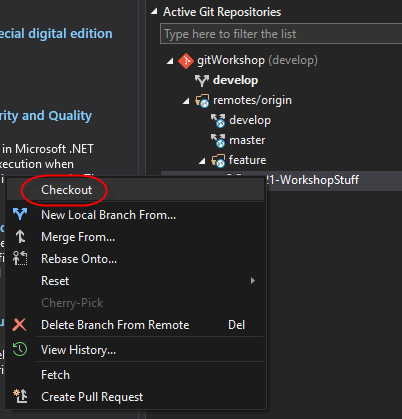 ecial digital edition
rity and Quality
in Microsoft .NET
xecution when
Active Git Repositories
Type here to filter the list
gitWorkshop (develop)
develop
remotes/origin
develop
master
feature
21-WorkshopStuff
Checkout
New Local Branch From...
Merge From...
Rebase Onto...
Reset
Cherry-Pick
Delete Branch From Remote Del
View History...
Fetch
Create Pull Request